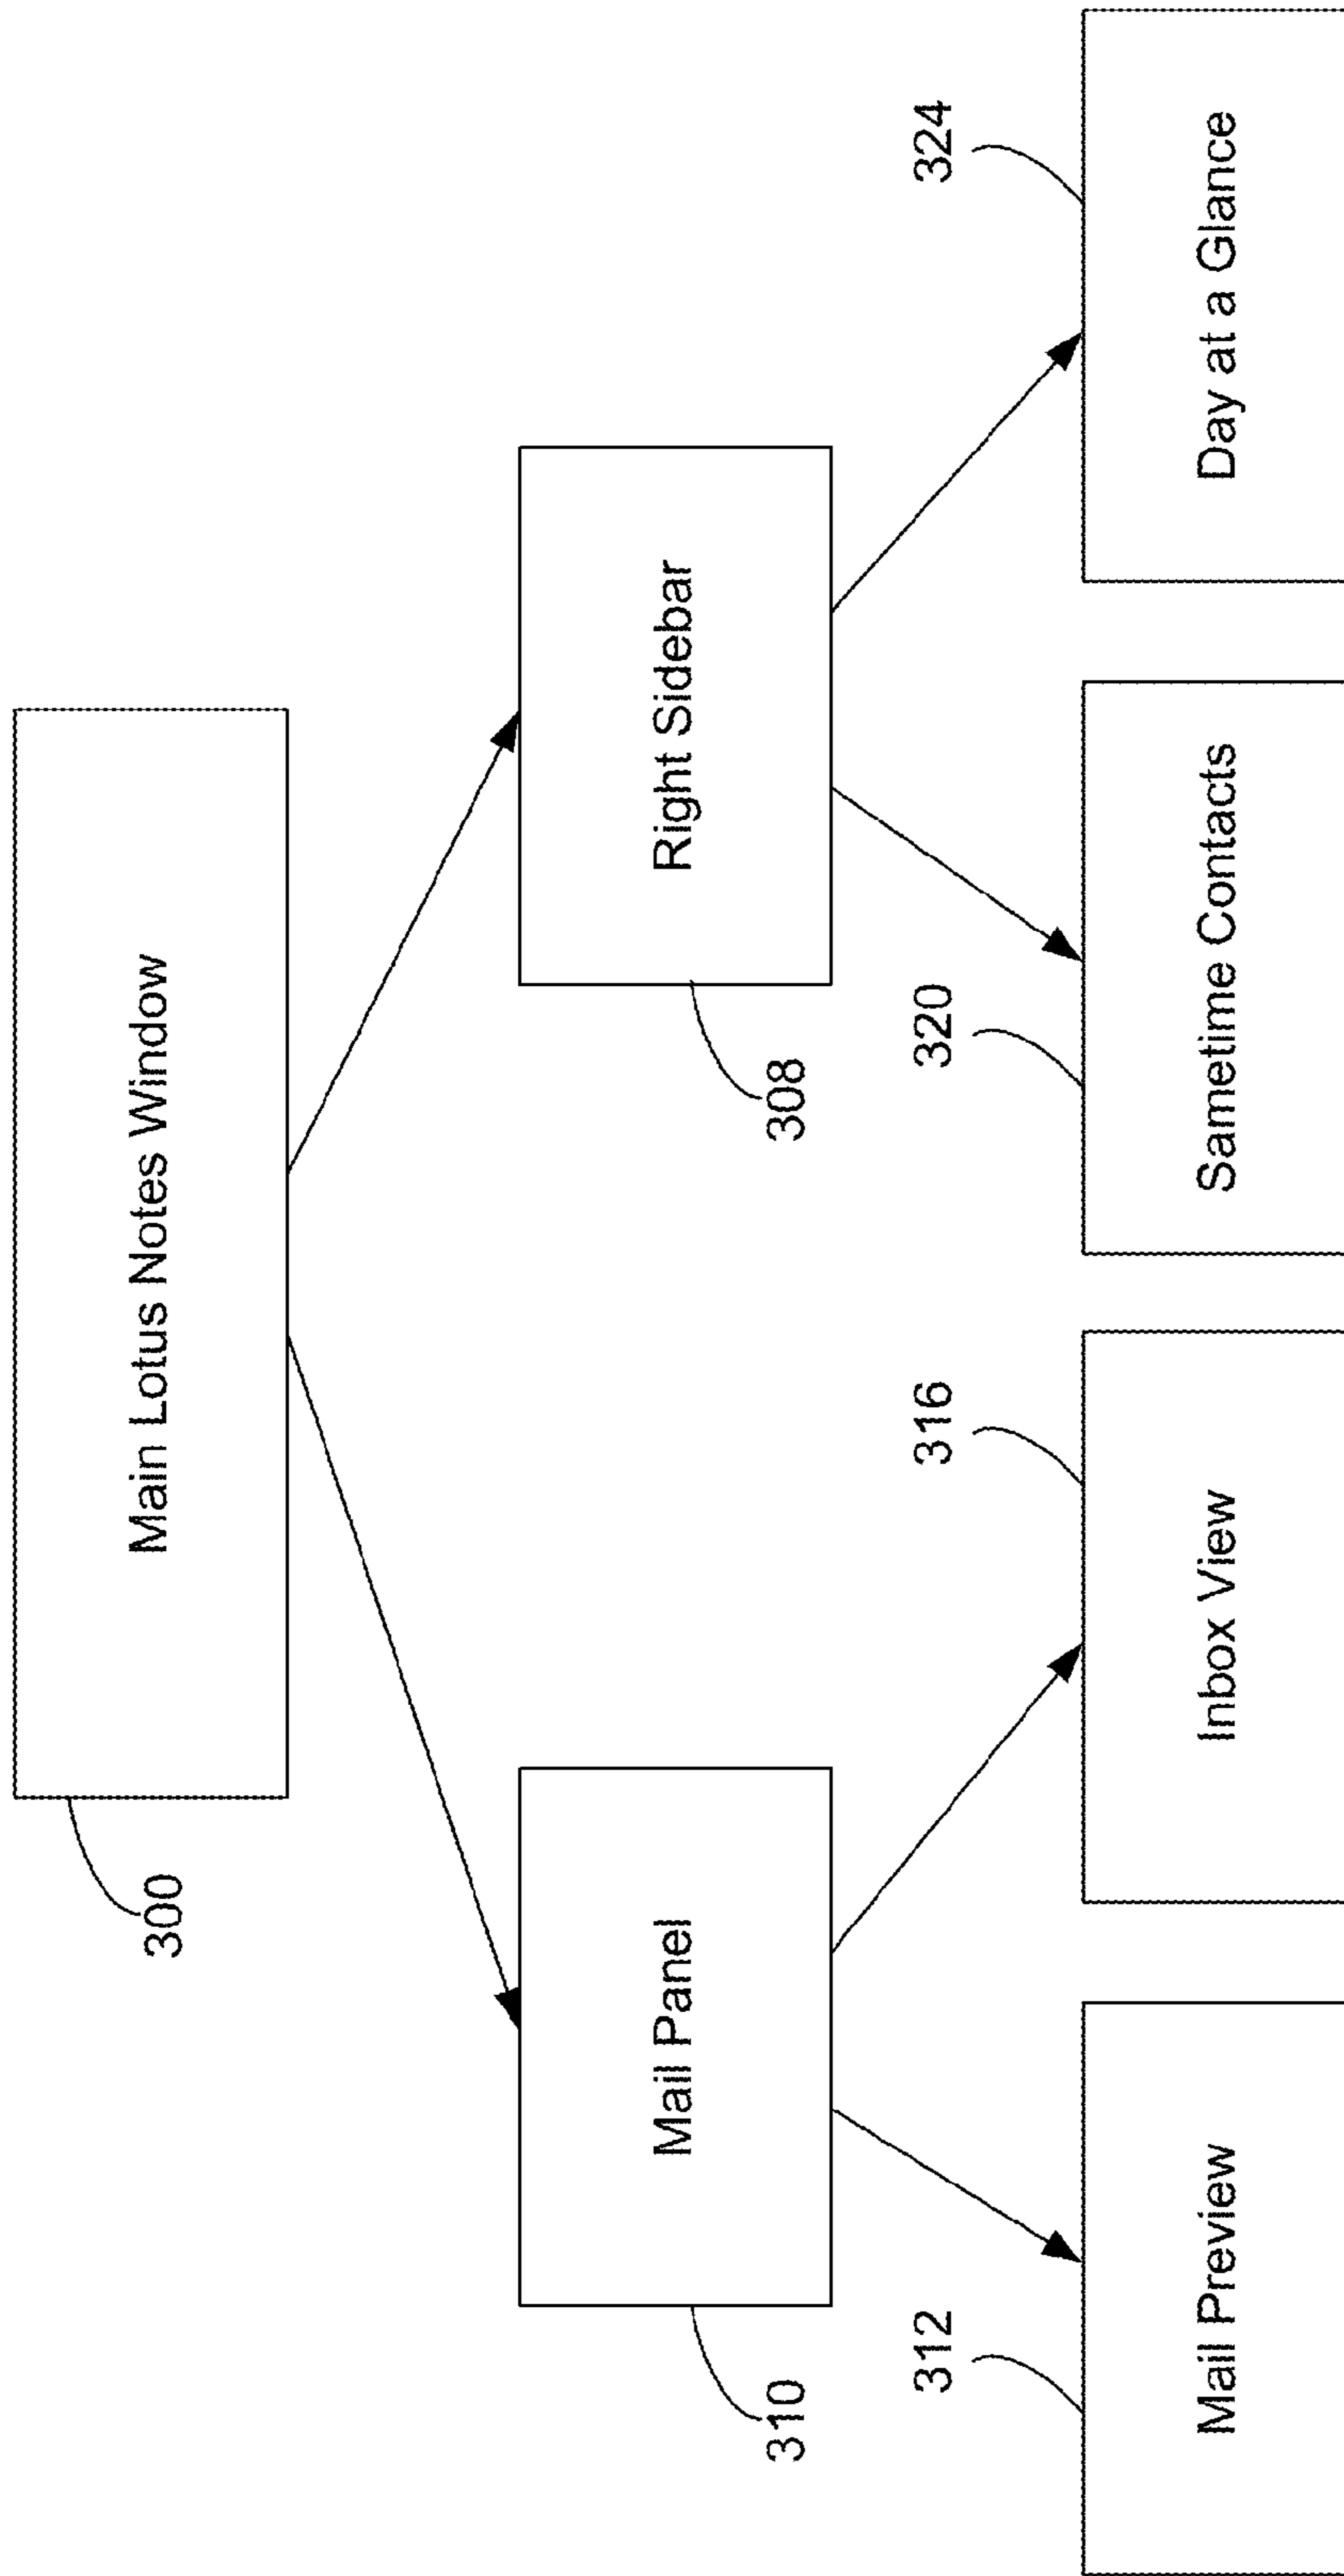 Main Lotus Notes Window
300
Mail Panel
310
Right Sidebar
308
312
316
320
324
Mail Preview
Inbox View
Sametime Contacts
Day at a Glance